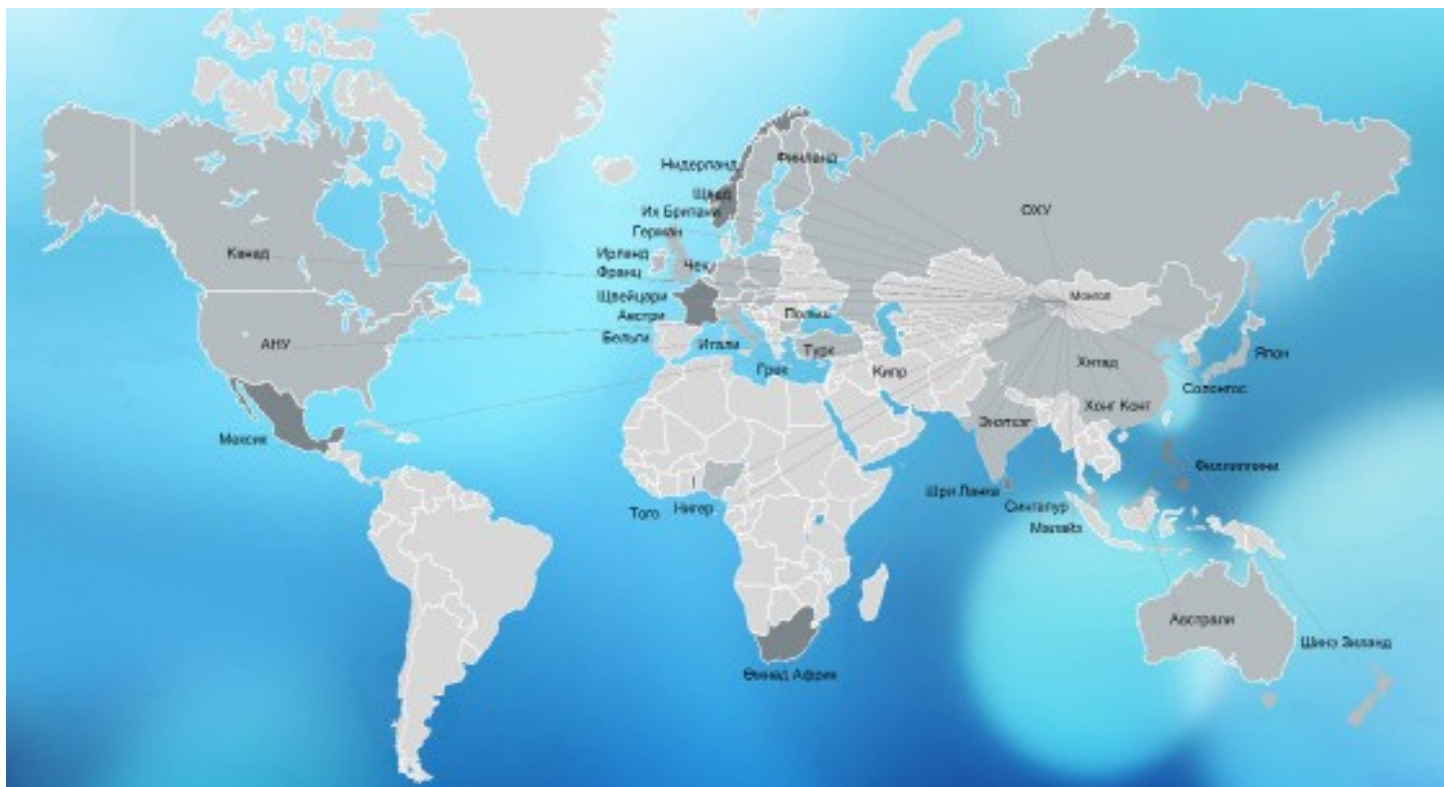 Нидерланд
Финланд
Швед
Их Британи
Герман
Ирланд
Франц
Чех
Швейцари
Австри
Бельги
Итали
Польш
Грек
Турк
Кипр
ОХУ
Монгол
Канад
АНУ
Мексик
Хятад
Япон
Солонгос
Хонг Конг
Энэтхэг
Филлиппини
Шри Ланка
Сингапур
Малайз
Того
Нигер
Өмнөд Африк
Австрали
Шинэ Зиланд